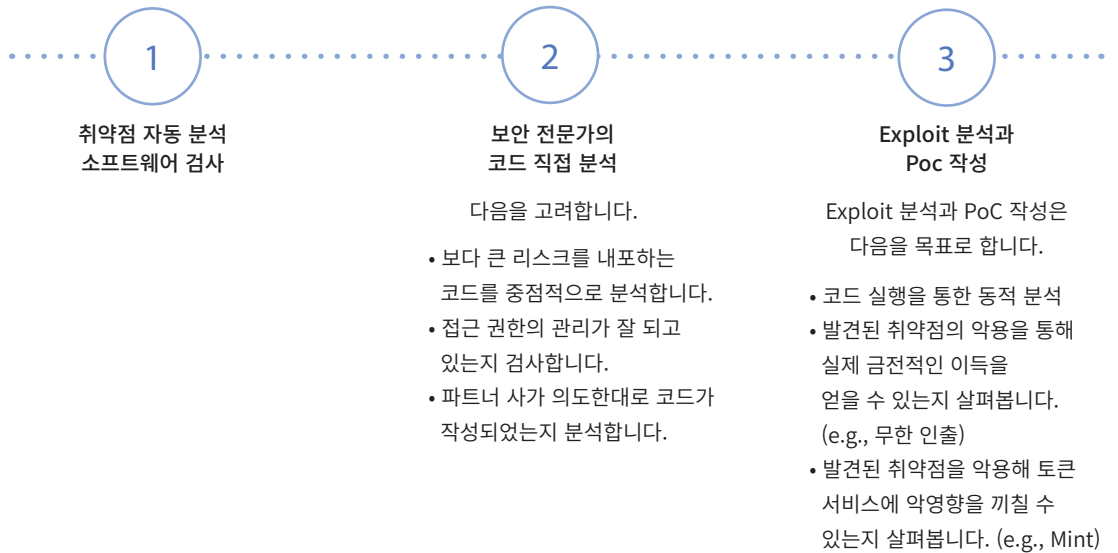 1
취약점 자동 분석
소프트웨어 검사
2
보안 전문가의
코드 직접 분석
다음을 고려합니다.
• 보다 큰 리스크를 내포하는
코드를 중점적으로 분석합니다.
• 접근 권한의 관리가 잘 되고
있는지 검사합니다.
• 파트너 사가 의도한대로 코드가
작성되었는지 분석합니다.
3
Exploit 분석과
Poc 작성
Exploit 분석과 PoC 작성은
다음을 목표로 합니다.
• 코드 실행을 통한 동적 분석
• 발견된 취약점의 악용을 통해
실제 금전적인 이득을
얻을 수 있는지 살펴봅니다.
(e.g., 무한 인출)
• 발견된 취약점을 악용해 토큰
서비스에 악영향을 끼칠 수
있는지 살펴봅니다. (e.g., Mint)